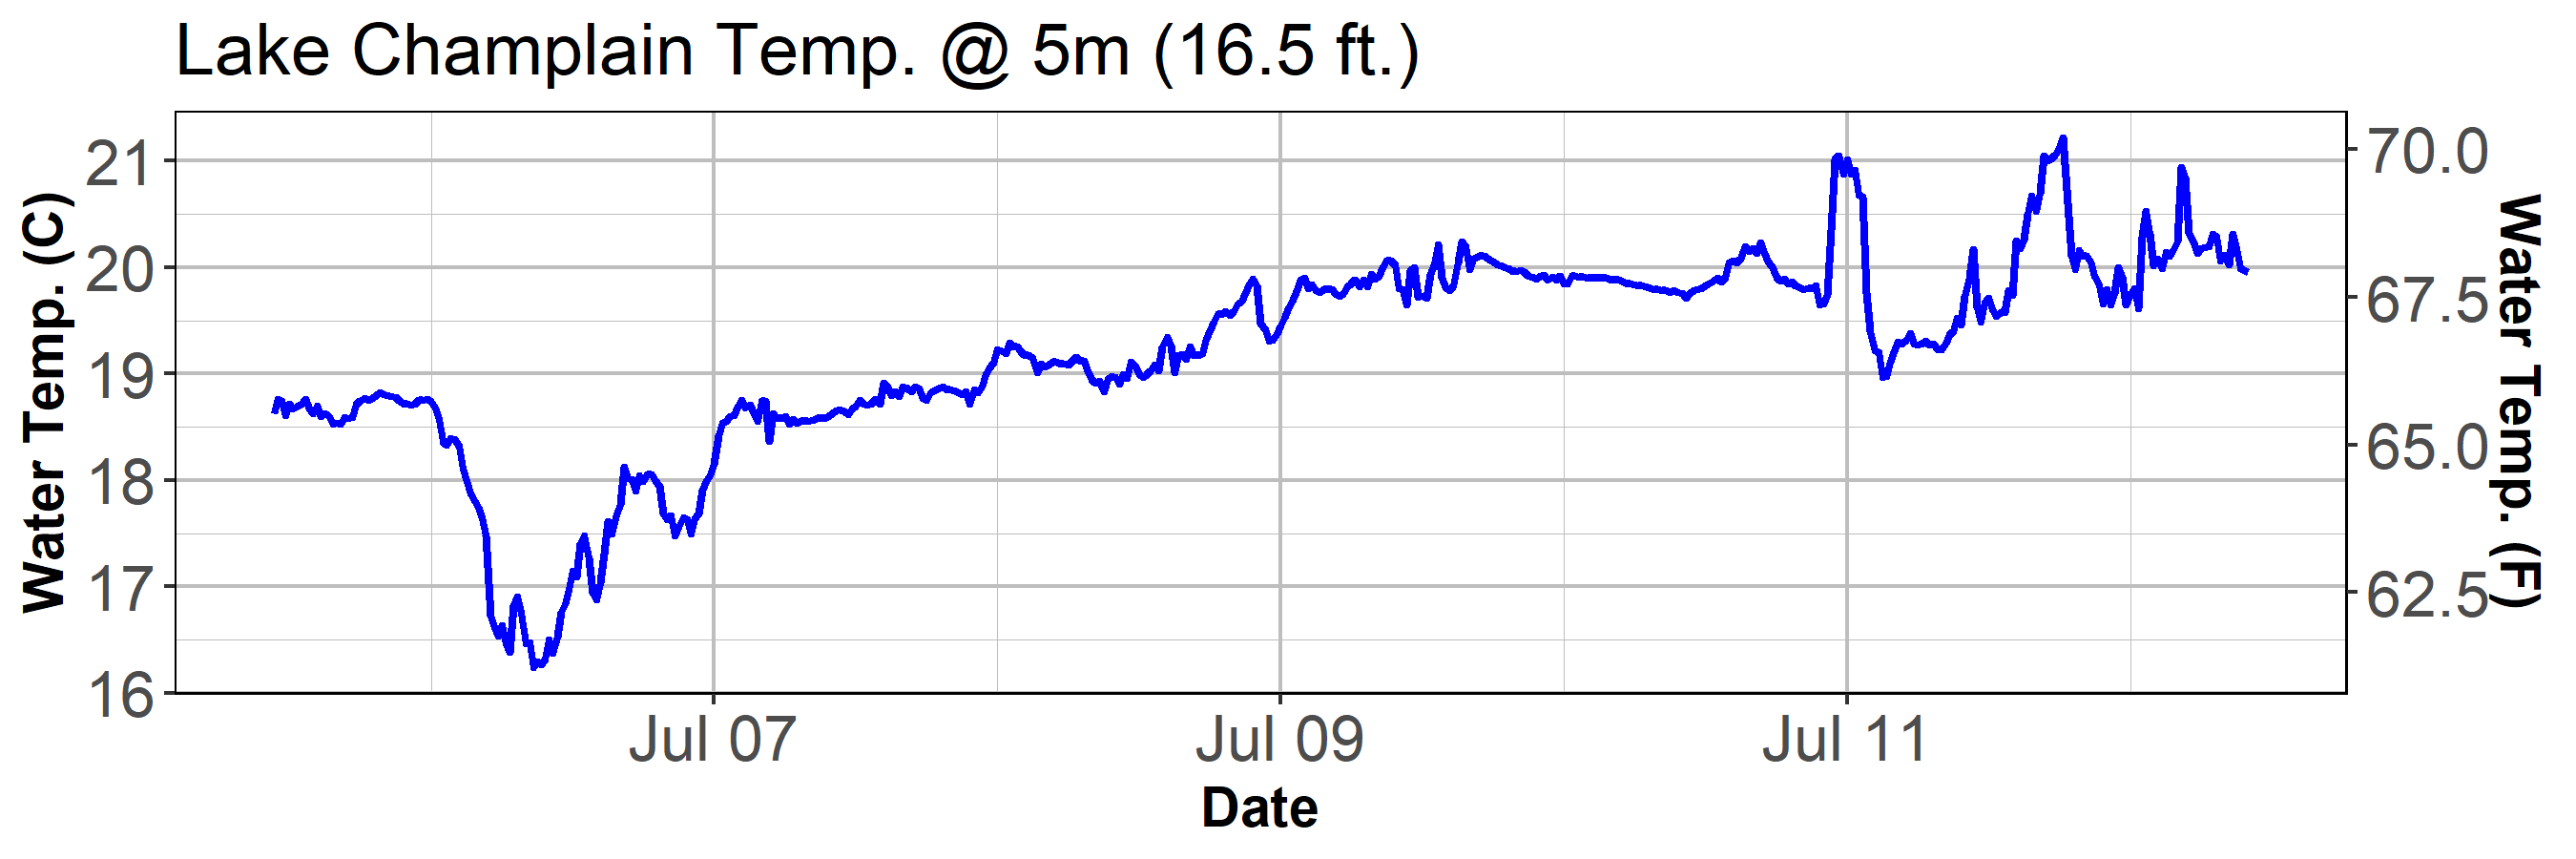 Lake Champlain Temp. @ 5m (16.5 ft.)
Water Temp. (C)
21
20
19
18
17
16
70.0
67.5
65.0
62.5
Water Temp. (F)
Jul 07 Jul 09 Jul 11
Date